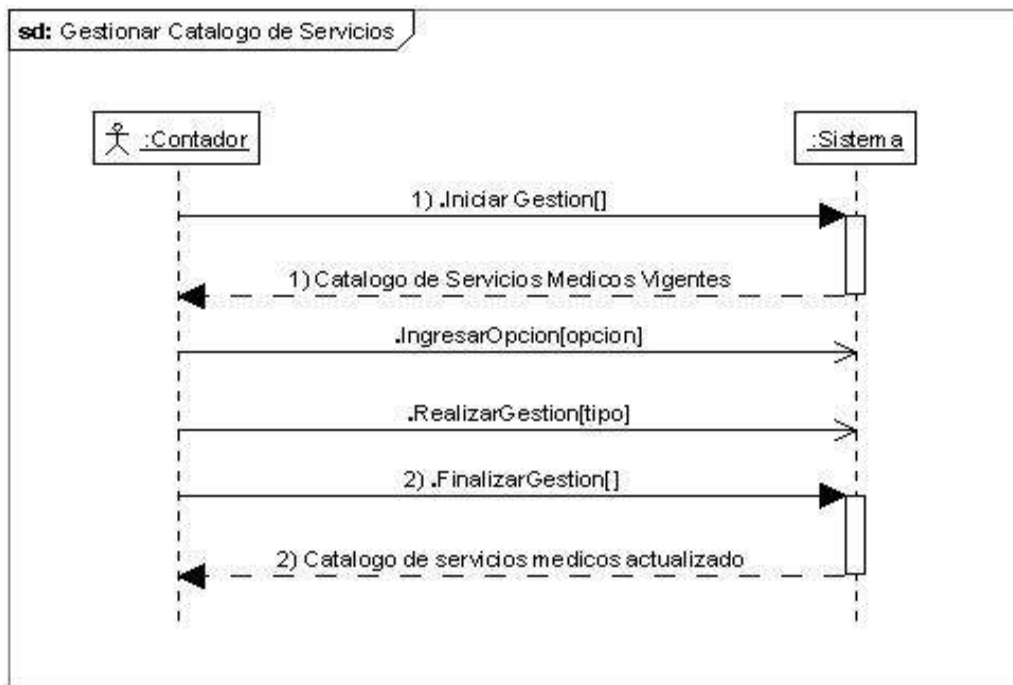 sd: Gestionar Catalogo de Servicios
:Contador
:Sistema
1) .Iniciar Gestion[]
1) Catalogo de Servicios Medicos Vigentes
.IngresarOpcion[opcion]
.RealizarGestion[tipo]
2) .FinalizarGestion[]
2) Catalogo de servicios medicos actualizado